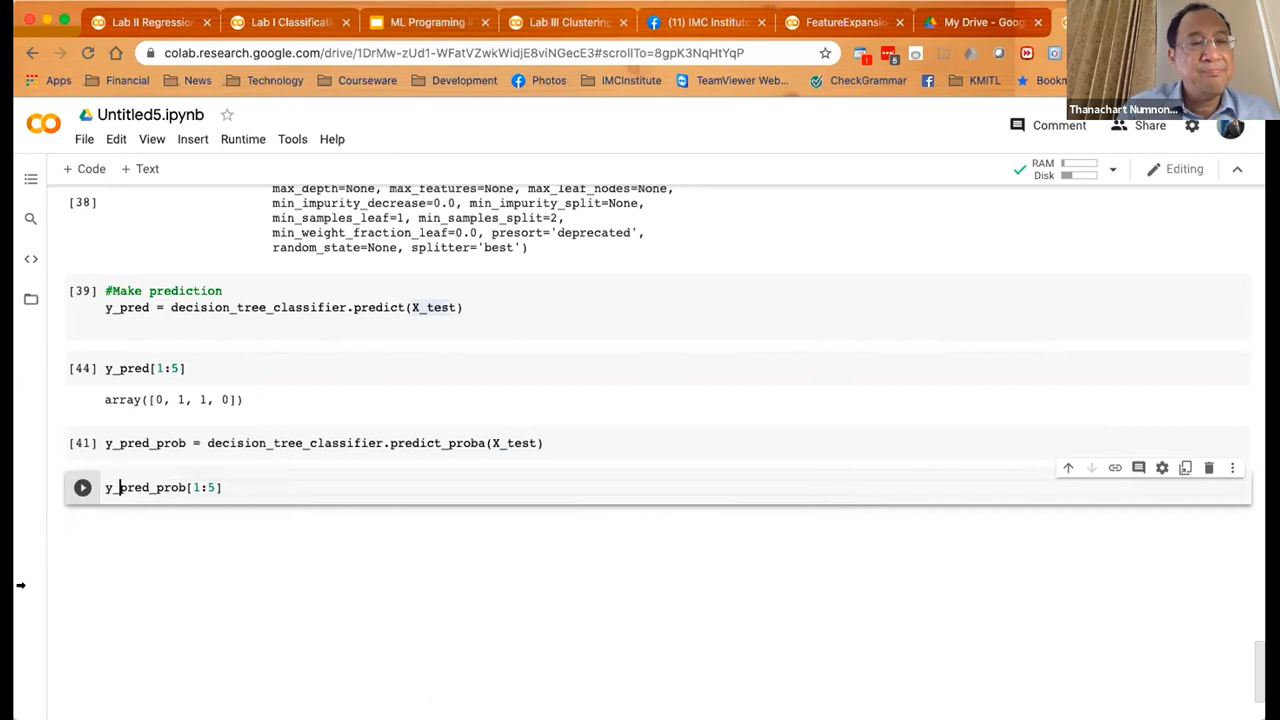 Lab II Regression
Lab I Classificati
ML Programing &
Lab III Clustering
(11) IMC Institute
FeatureExpansio
My Drive - Goog
colab.research.google.com/drive/1DrMw-zUd1-WFatVZwkWidjE8viNGecE3#scrollTo=8gpK3NqHtYqP
Apps
Financial
News
Technology
Courseware
Development
Photos
IMCInstitute
TeamViewer Web...
CheckGrammar
KMITL
Bookm
Thanachart Numnon...
Untitled5.ipynb
File Edit View Insert Runtime Tools Help
Comment
Share
+ Code + Text
RAM
Disk
Editing
max_depth=None, max_features=None, max_leaf_nodes=None,
[38] min_impurity_decrease=0.0, min_impurity_split=None,
min_samples_leaf=1, min_samples_split=2,
min_weight_fraction_leaf=0.0, presort='deprecated',
random_state=None, splitter='best')
[39] #Make prediction
y_pred = decision_tree_classifier.predict(X_test)
[44] y_pred[1:5]
array([0, 1, 1, 0])
[41] y_pred_prob = decision_tree_classifier.predict_proba(X_test)
y_pred_prob[1:5]